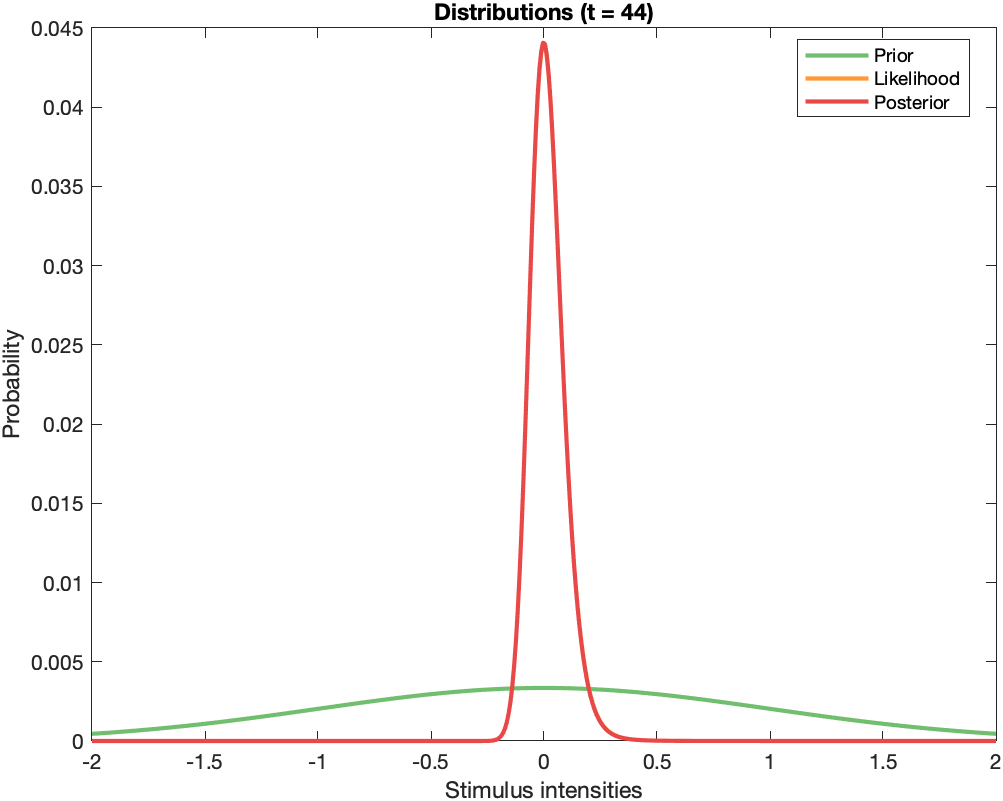 Distributions (t = 44)
0.045
0.04
0.035
0.03
0.025
0.02
0.015
0.01
0.005
0
Probability
Prior
Likelihood
Posterior
-2 -1.5 -1 -0.5 0 0.5 1 1.5 2
Stimulus intensities